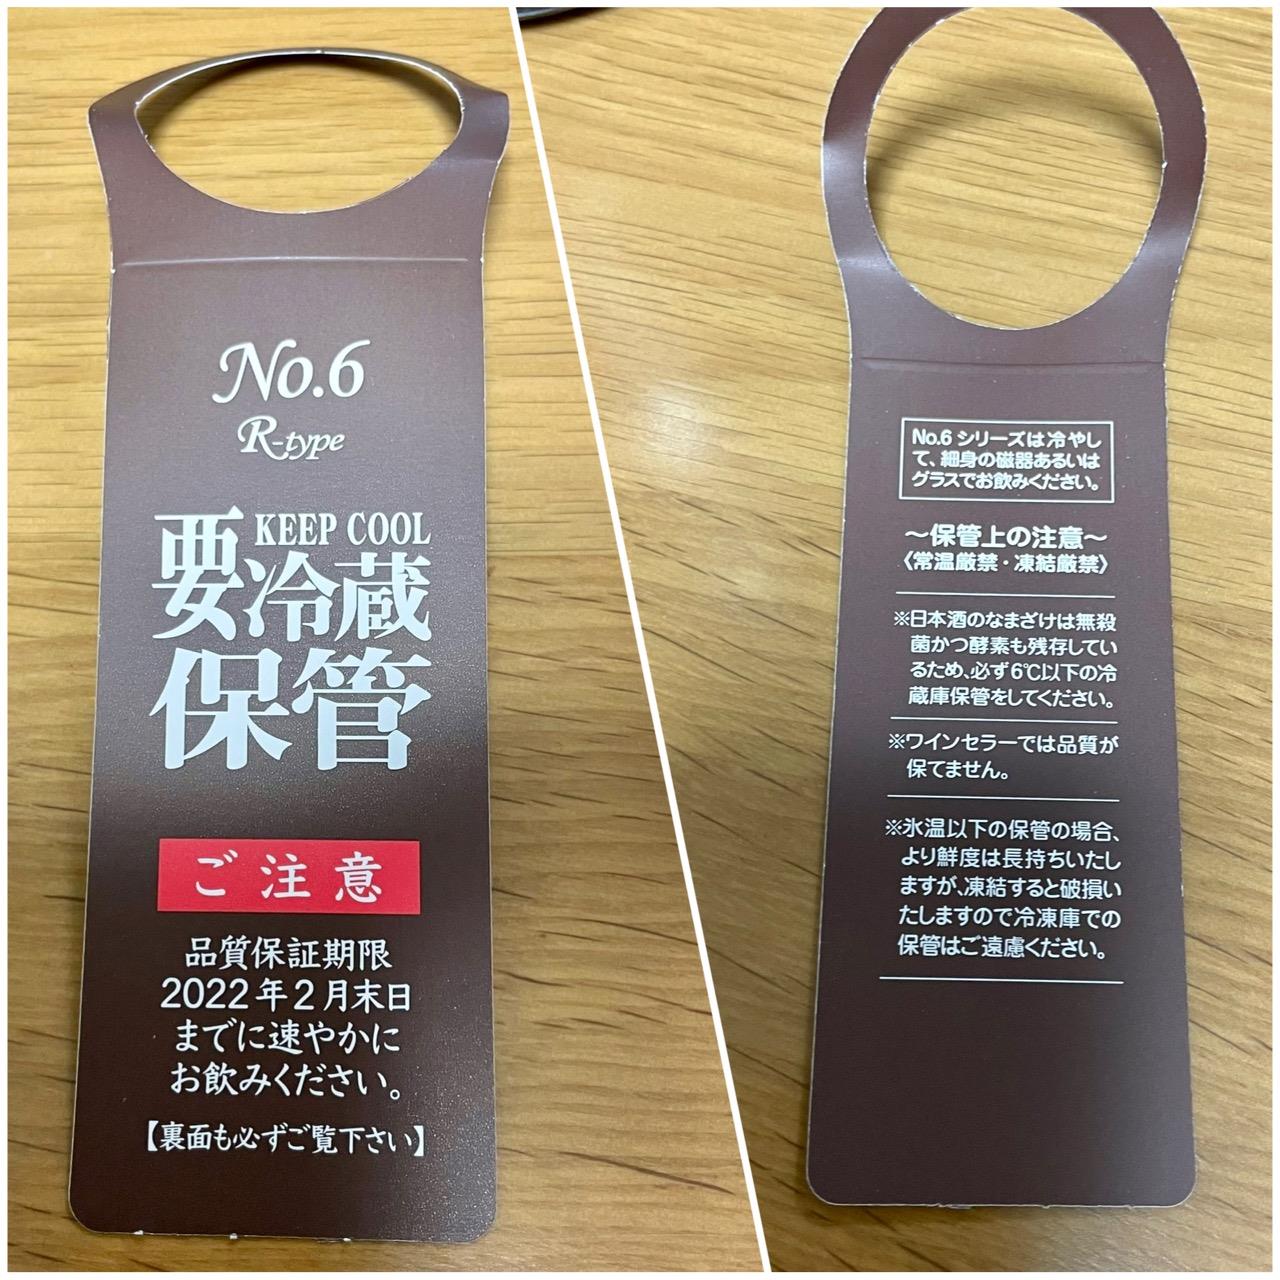 No.6
R-type
KEEP COOL
要冷蔵
保管
ご注意
品質保証期限
2022年2月末日
までに速やかに
お飲みください。
【裏面も必ずご覧下さい】
No.6 シリーズは冷やし
て、細身の磁器あるいは
グラスでお飲みください。
～保管上の注意～
〈常温厳禁・凍結厳禁〉
※日本酒のなまざけは無殺
菌かつ酵素も残存してい
るため、必ず6℃以下の冷
蔵庫保管をしてください。
※ワインセラーでは品質が
保てません。
※氷温以下の保管の場合、
より鮮度は長持ちいたし
ますが、凍結すると破損い
たしますので冷凍庫での
保管はご遠慮ください。